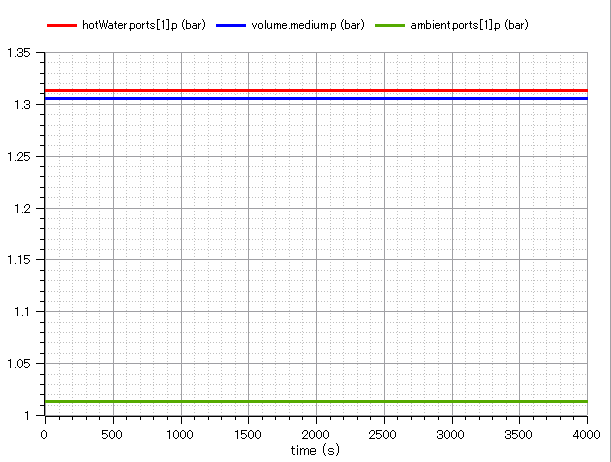 hotWater.ports[1].p (bar) volume.medium.p (bar) ambient.ports[1].p (bar)
1.35
1.3
1.25
1.2
1.15
1.1
1.05
1
0 500 1000 1500 2000 2500 3000 3500 4000
time (s)